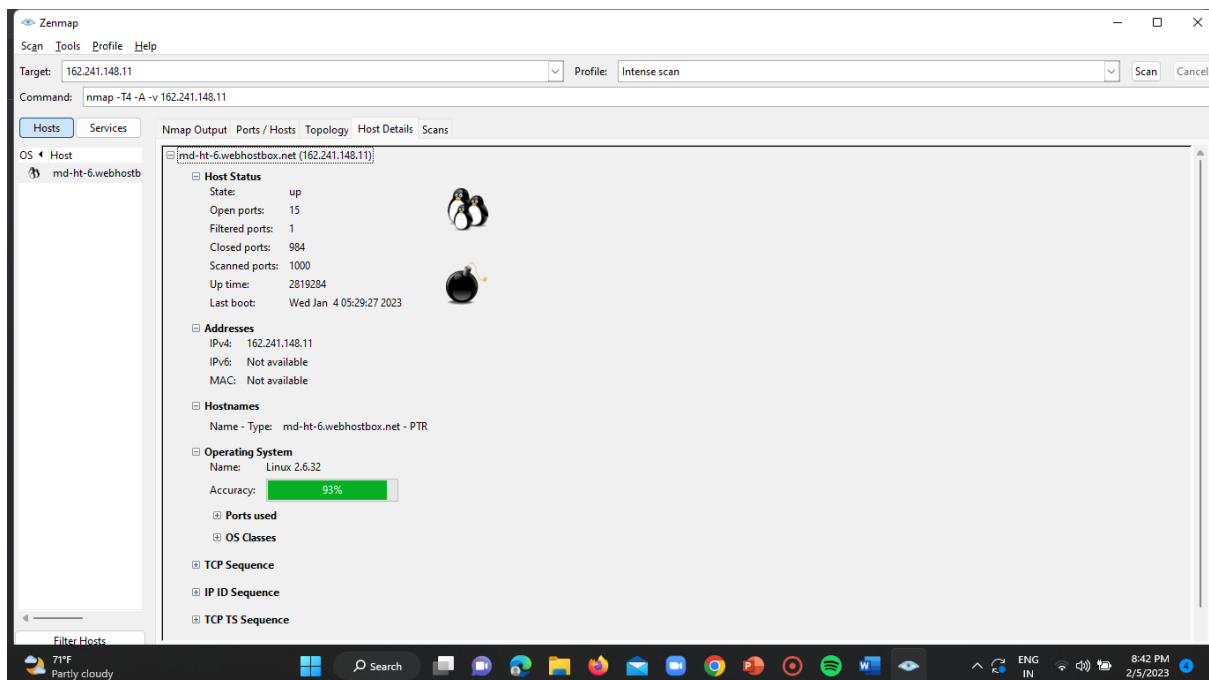 Zenmap
Scan Tools Profile Help
Target: 162.241.148.11 Profile: Intense scan Scan Cancel
Command: nmap -T4 -A -v 162.241.148.11
Hosts Services Nmap Output Ports / Hosts Topology Host Details Scans
OS Host
md-ht-6.webhostb
md-ht-6.webhostbox.net (162.241.148.11)
Host Status
State: up
Open ports: 15
Filtered ports: 1
Closed ports: 984
Scanned ports: 1000
Up time: 2819284
Last boot: Wed Jan 4 05:29:27 2023
Addresses
IPv4: 162.241.148.11
IPv6: Not available
MAC: Not available
Hostnames
Name - Type: md-ht-6.webhostbox.net - PTR
Operating System
Name: Linux 2.6.32
Accuracy: 93%
Ports used
OS Classes
TCP Sequence
IP ID Sequence
TCP TS Sequence
Filter Hosts
71°F
Partly cloudy
Search
ENG
IN
8:42 PM
2/5/2023
4